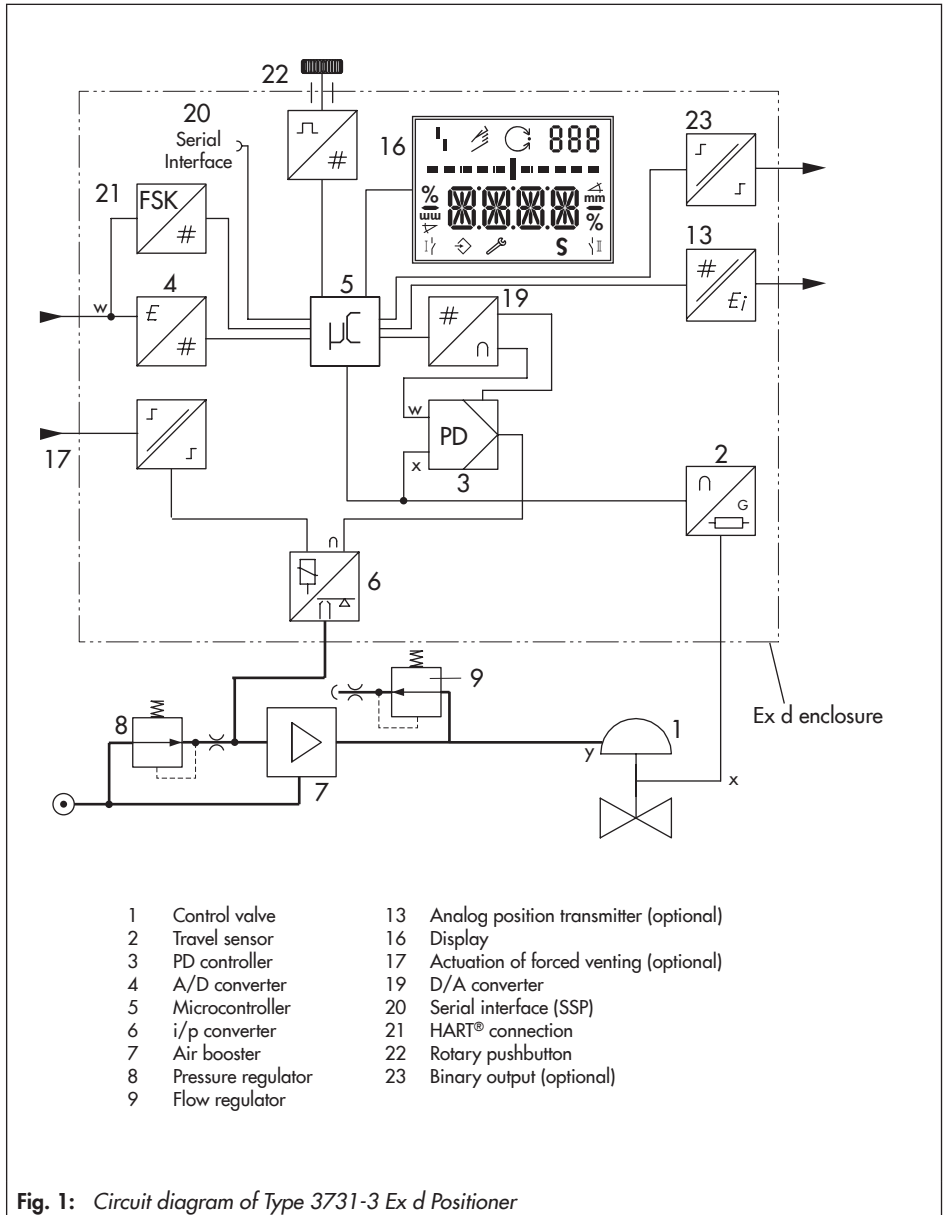 22
20
Serial
Interface
16
888
%
mm
mm
%
S
23
21
FSK
#
#
w
4
E
#
5
µC
19
#
∩
13
#
Ei
w
PD
x
3
17
2
∩
G
∩
6
9
8
7
1
y
x
Ex d enclosure
1 Control valve
2 Travel sensor
3 PD controller
4 A/D converter
5 Microcontroller
6 i/p converter
7 Air booster
8 Pressure regulator
9 Flow regulator
13 Analog position transmitter (optional)
16 Display
17 Actuation of forced venting (optional)
19 D/A converter
20 Serial interface (SSP)
21 HART® connection
22 Rotary pushbutton
23 Binary output (optional)
Fig. 1: Circuit diagram of Type 3731-3 Ex d Positioner